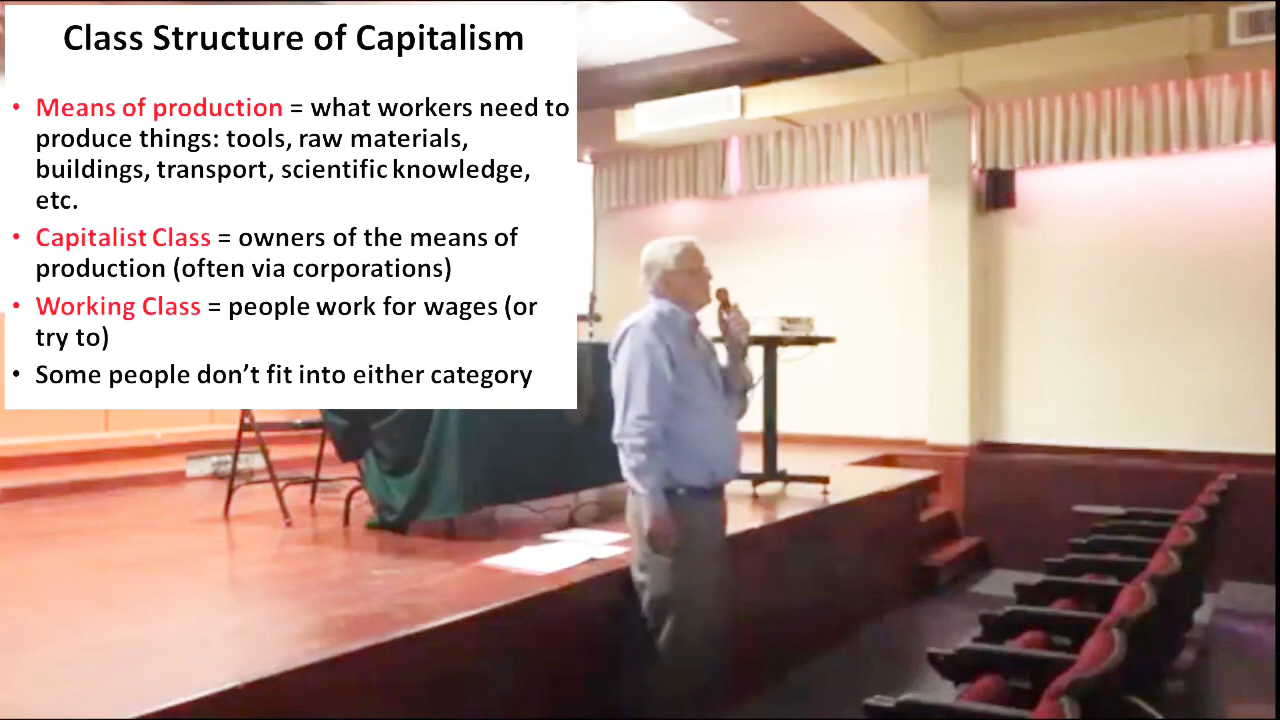 Class Structure of Capitalism
• Means of production = what workers need to
produce things: tools, raw materials,
buildings, transport, scientific knowledge,
etc.
• Capitalist Class = owners of the means of
production (often via corporations)
• Working Class = people work for wages (or
try to)
• Some people don’t fit into either category